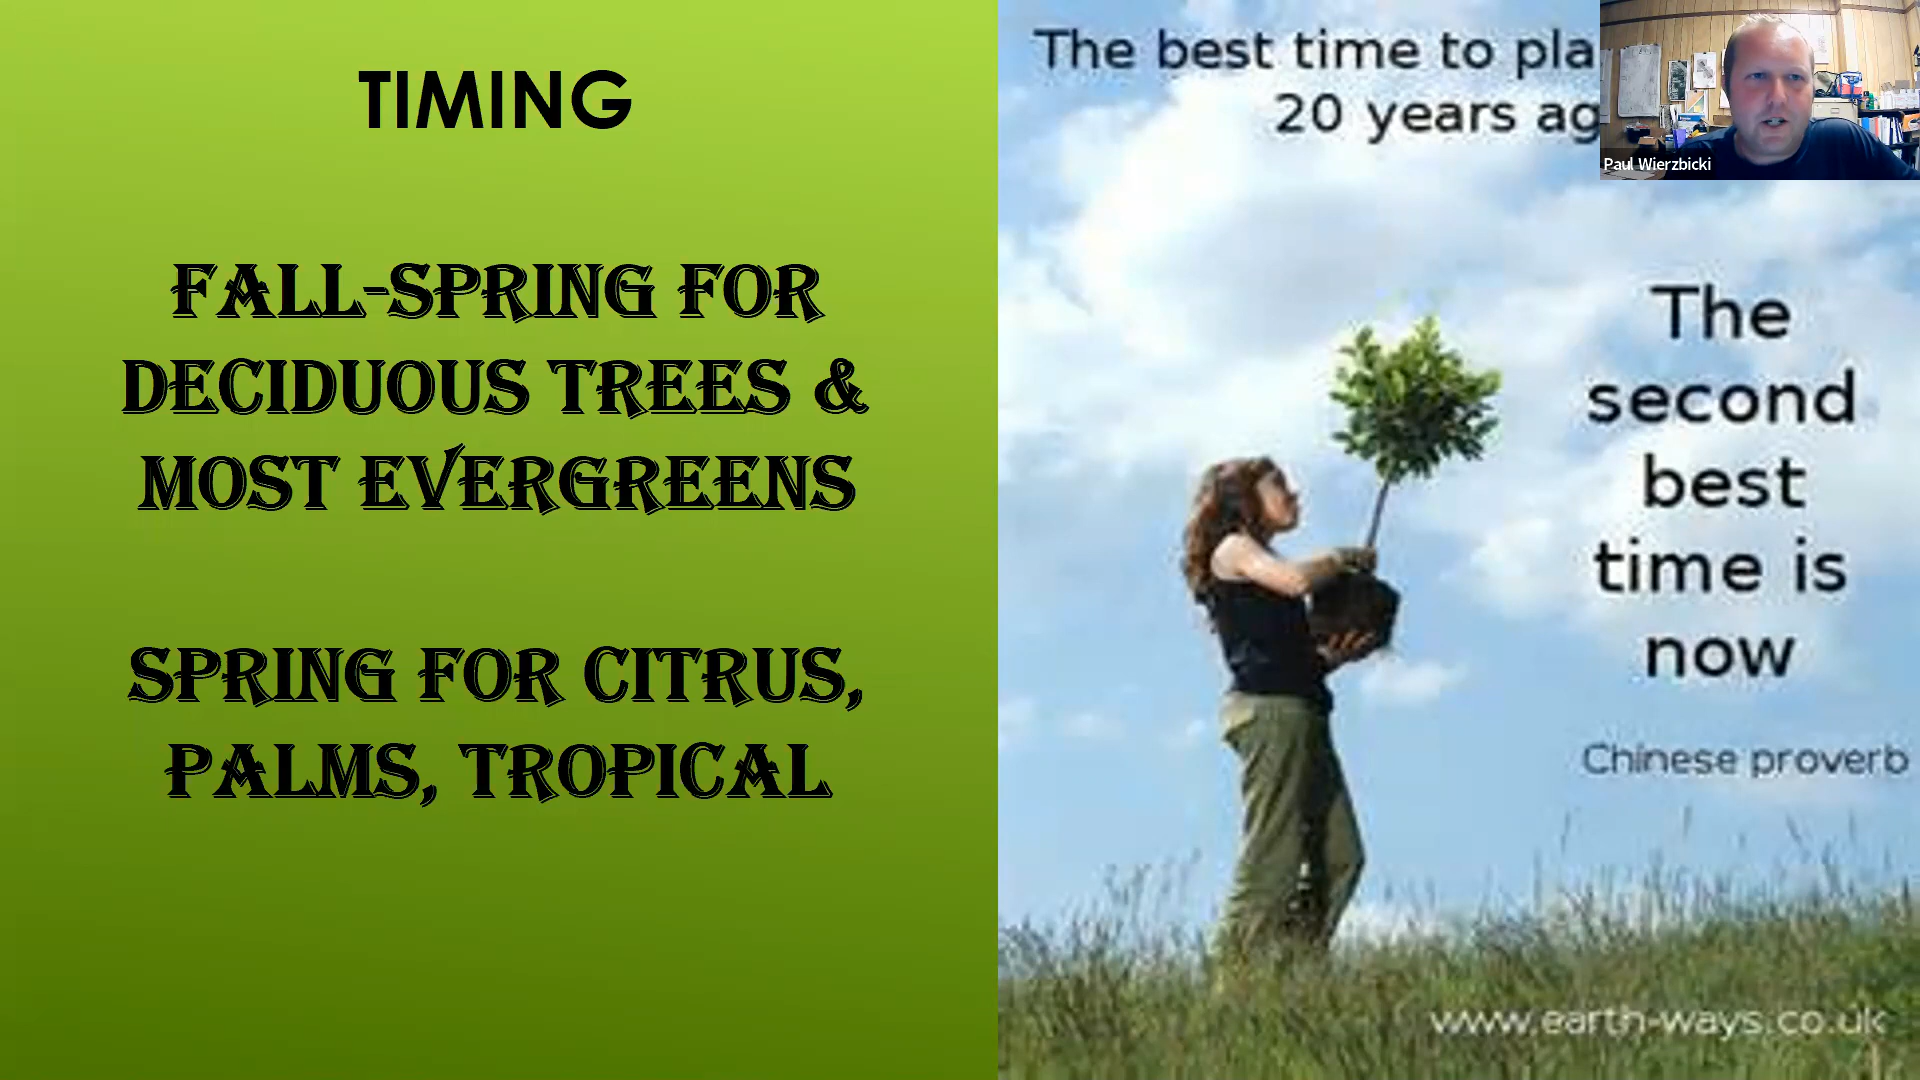 TIMING
FALL-SPRING FOR
DECIDUOUS TREES &
MOST EVERGREENS
SPRING FOR CITRUS,
PALMS, TROPICAL
The best time to pla
20 years ag
The
second
best
time is
now
Chinese proverb
www.earth-ways.co.uk
Paul Wierzbicki